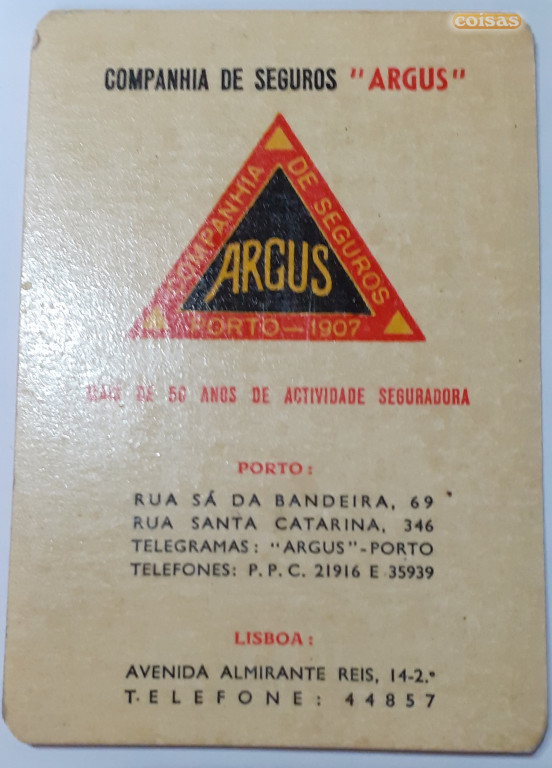 coisas
COMPANHIA DE SEGUROS "ARGUS"
COMPANHIA DE SEGUROS
ARGUS
PORTO—1907
MAIS DE 50 ANOS DE ACTIVIDADE SEGURADORA
PORTO:
RUA SÁ DA BANDEIRA, 69
RUA SANTA CATARINA, 346
TELEGRAMAS: "ARGUS"-PORTO
TELEFONES: P. P. C. 21916 E 35939
LISBOA:
AVENIDA ALMIRANTE REIS, 14-2.º
TELEFONE: 44857